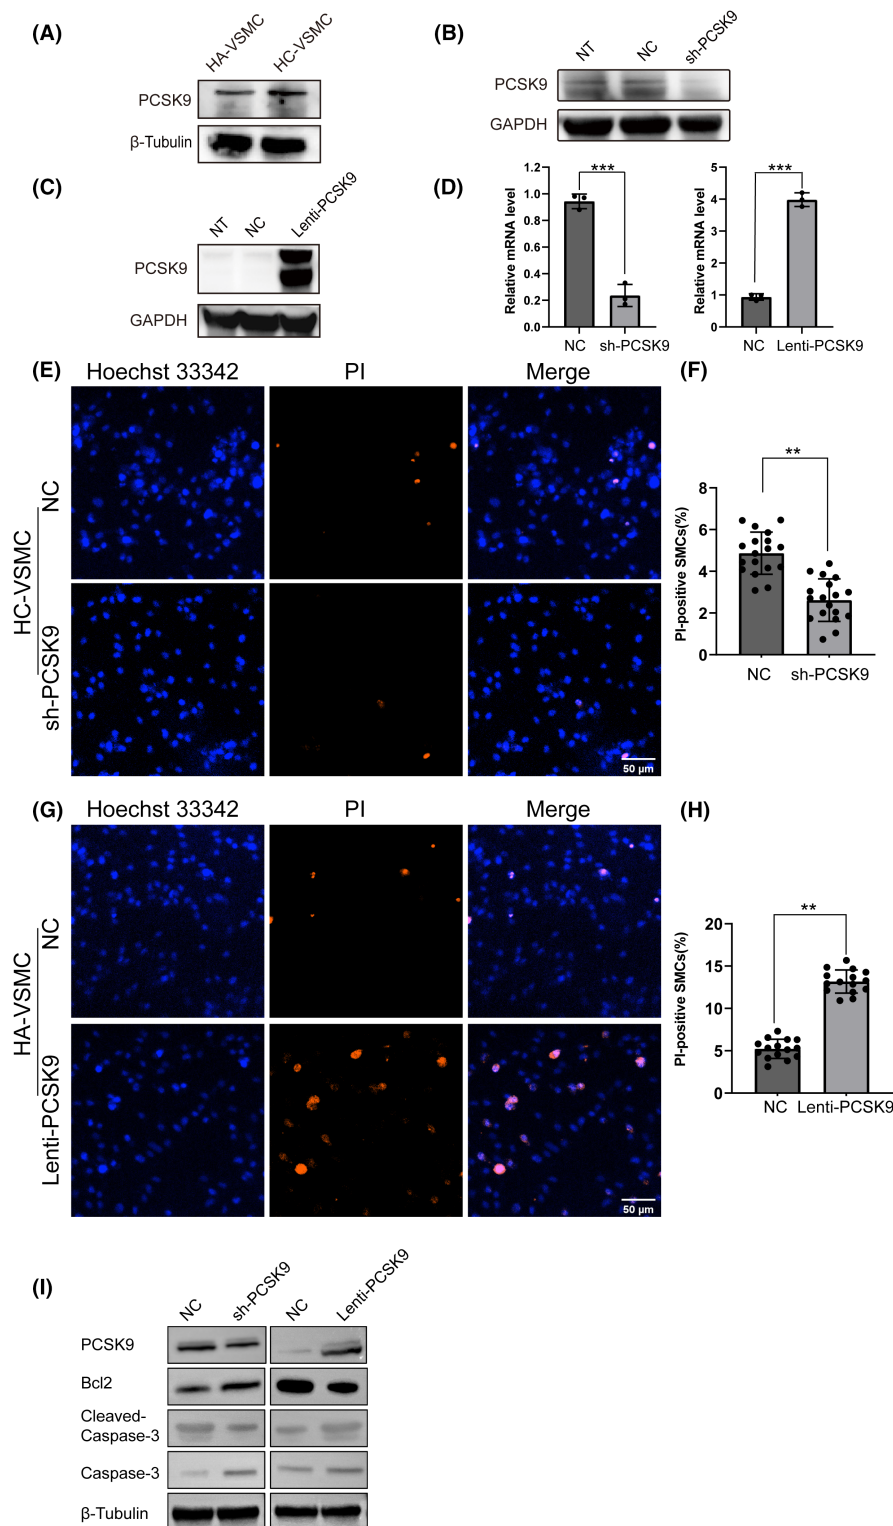 (A)
HA-VSMC
HC-VSMC
PCSK9
β-Tubulin
(B)
NT
NC
sh-PCSK9
PCSK9
GAPDH
(C)
NT
NC
Lenti-PCSK9
PCSK9
GAPDH
(D)
Relative mRNA level
1.2
1.0
0.8
0.6
0.4
0.2
0.0
***
NC
sh-PCSK9
Relative mRNA level
5
4
3
2
1
0
***
NC
Lenti-PCSK9
(E)
Hoechst 33342
PI
Merge
HC-VSMC
NC
sh-PCSK9
50 μm
(F)
PI-positive SMCs(%)
8
6
4
2
0
**
NC
sh-PCSK9
(G)
Hoechst 33342
PI
Merge
HA-VSMC
NC
Lenti-PCSK9
50 μm
(H)
PI-positive SMCs(%)
20
15
10
5
0
**
NC
Lenti-PCSK9
(I)
NC
sh-PCSK9
NC
Lenti-PCSK9
PCSK9
Bcl2
Cleaved-
Caspase-3
Caspase-3
β-Tubulin